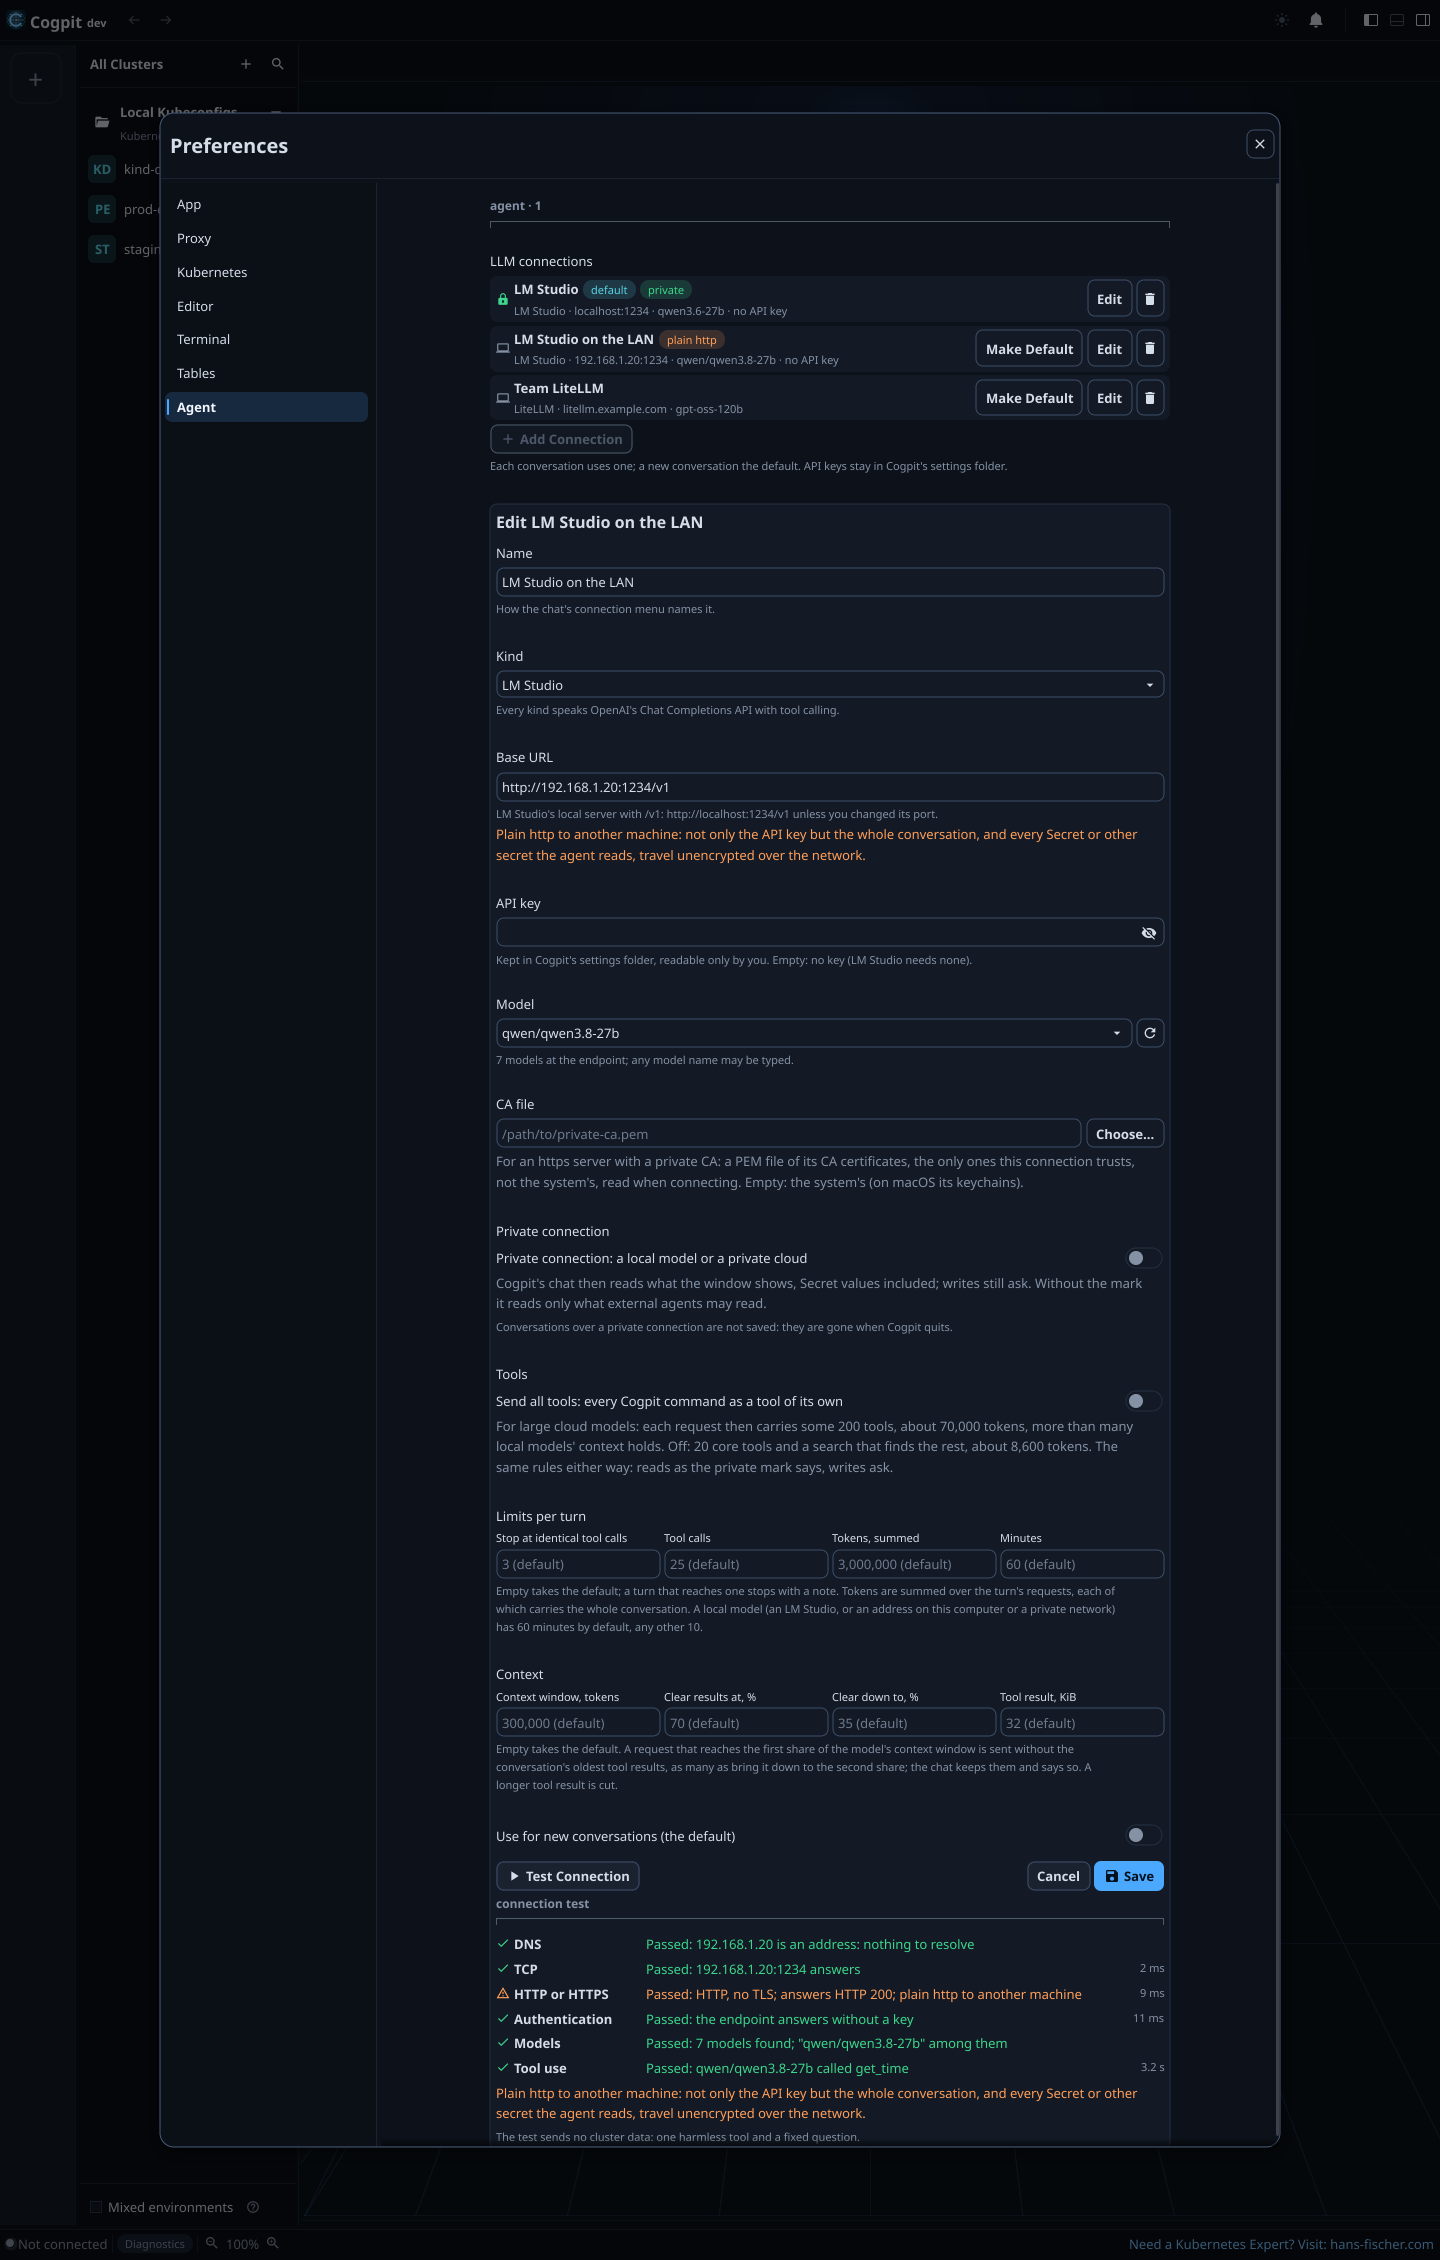 Cogpit dev
All Clusters
Local Kubeconfigs
Kubern
KD kind-
PE prod-
ST stagin
Preferences
App
Proxy
Kubernetes
Editor
Terminal
Tables
Agent
agent · 1
LLM connections
LM Studio default private
LM Studio · localhost:1234 · qwen3.6-27b · no API key
Edit
LM Studio on the LAN plain http
LM Studio · 192.168.1.20:1234 · qwen/qwen3.8-27b · no API key
Make Default Edit
Team LiteLLM
LiteLLM · litellm.example.com · gpt-oss-120b
Make Default Edit
Add Connection
Each conversation uses one; a new conversation the default. API keys stay in Cogpit's settings folder.
Edit LM Studio on the LAN
Name
LM Studio on the LAN
How the chat's connection menu names it.
Kind
LM Studio
Every kind speaks OpenAI's Chat Completions API with tool calling.
Base URL
http://192.168.1.20:1234/v1
LM Studio's local server with /v1: http://localhost:1234/v1 unless you changed its port.
Plain http to another machine: not only the API key but the whole conversation, and every Secret or other
secret the agent reads, travel unencrypted over the network.
API key
Kept in Cogpit's settings folder, readable only by you. Empty: no key (LM Studio needs none).
Model
qwen/qwen3.8-27b
7 models at the endpoint; any model name may be typed.
CA file
/path/to/private-ca.pem
Choose...
For an https server with a private CA: a PEM file of its CA certificates, the only ones this connection trusts,
not the system's, read when connecting. Empty: the system's (on macOS its keychains).
Private connection
Private connection: a local model or a private cloud
Cogpit's chat then reads what the window shows, Secret values included; writes still ask. Without the mark
it reads only what external agents may read.
Conversations over a private connection are not saved: they are gone when Cogpit quits.
Tools
Send all tools: every Cogpit command as a tool of its own
For large cloud models: each request then carries some 200 tools, about 70,000 tokens, more than many
local models' context holds. Off: 20 core tools and a search that finds the rest, about 8,600 tokens. The
same rules either way: reads as the private mark says, writes ask.
Limits per turn
Stop at identical tool calls Tool calls Tokens, summed Minutes
3 (default) 25 (default) 3,000,000 (default) 60 (default)
Empty takes the default; a turn that reaches one stops with a note. Tokens are summed over the turn's requests, each of
which carries the whole conversation. A local model (an LM Studio, or an address on this computer or a private network)
has 60 minutes by default, any other 10.
Context
Context window, tokens Clear results at, % Clear down to, % Tool result, KiB
300,000 (default) 70 (default) 35 (default) 32 (default)
Empty takes the default. A request that reaches the first share of the model's context window is sent without the
conversation's oldest tool results, as many as bring it down to the second share; the chat keeps them and says so. A
longer tool result is cut.
Use for new conversations (the default)
Test Connection Cancel Save
connection test
DNS Passed: 192.168.1.20 is an address: nothing to resolve
TCP Passed: 192.168.1.20:1234 answers 2 ms
HTTP or HTTPS Passed: HTTP, no TLS; answers HTTP 200; plain http to another machine 9 ms
Authentication Passed: the endpoint answers without a key 11 ms
Models Passed: 7 models found; "qwen/qwen3.8-27b" among them
Tool use Passed: qwen/qwen3.8-27b called get_time 3.2 s
Plain http to another machine: not only the API key but the whole conversation, and every Secret or other
secret the agent reads, travel unencrypted over the network.
The test sends no cluster data: one harmless tool and a fixed question.
Mixed environments
Not connected Diagnostics 100%
Need a Kubernetes Expert? Visit: hans-fischer.com